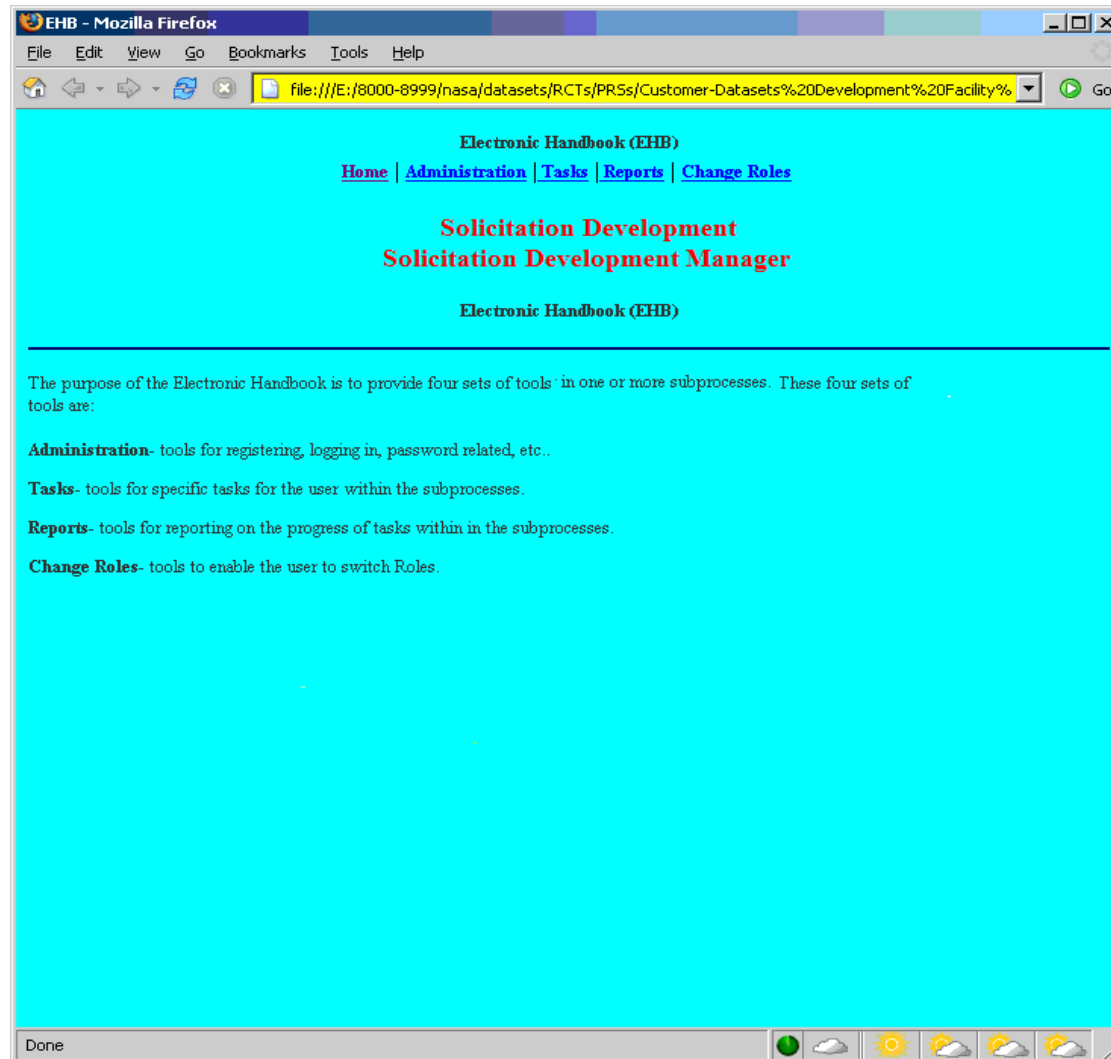 EHB - Mozilla Firefox
File Edit View Go Bookmarks Tools Help
file:///E:/8000-8999/nasa/datasets/RCTs/PRSs/Customer-Datasets%20Development%20Facility% Go
Electronic Handbook (EHB)
Home | Administration | Tasks | Reports | Change Roles
Solicitation Development
Solicitation Development Manager
Electronic Handbook (EHB)
The purpose of the Electronic Handbook is to provide four sets of tools in one or more subprocesses. These four sets of
tools are:
Administration- tools for registering, logging in, password related, etc..
Tasks- tools for specific tasks for the user within the subprocesses.
Reports- tools for reporting on the progress of tasks within in the subprocesses.
Change Roles- tools to enable the user to switch Roles.
Done